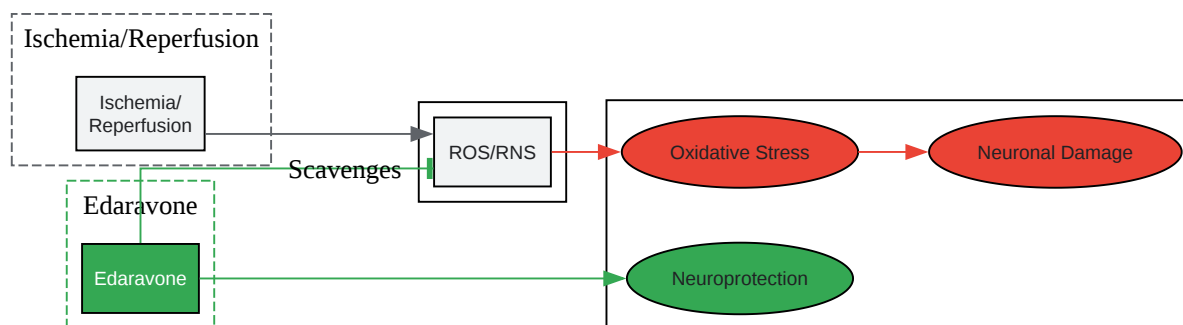 Ischemia/Reperfusion
Ischemia/
Reperfusion
ROS/RNS
Oxidative Stress
Neuronal Damage
Scavenges
Edaravone
Edaravone
Neuroprotection